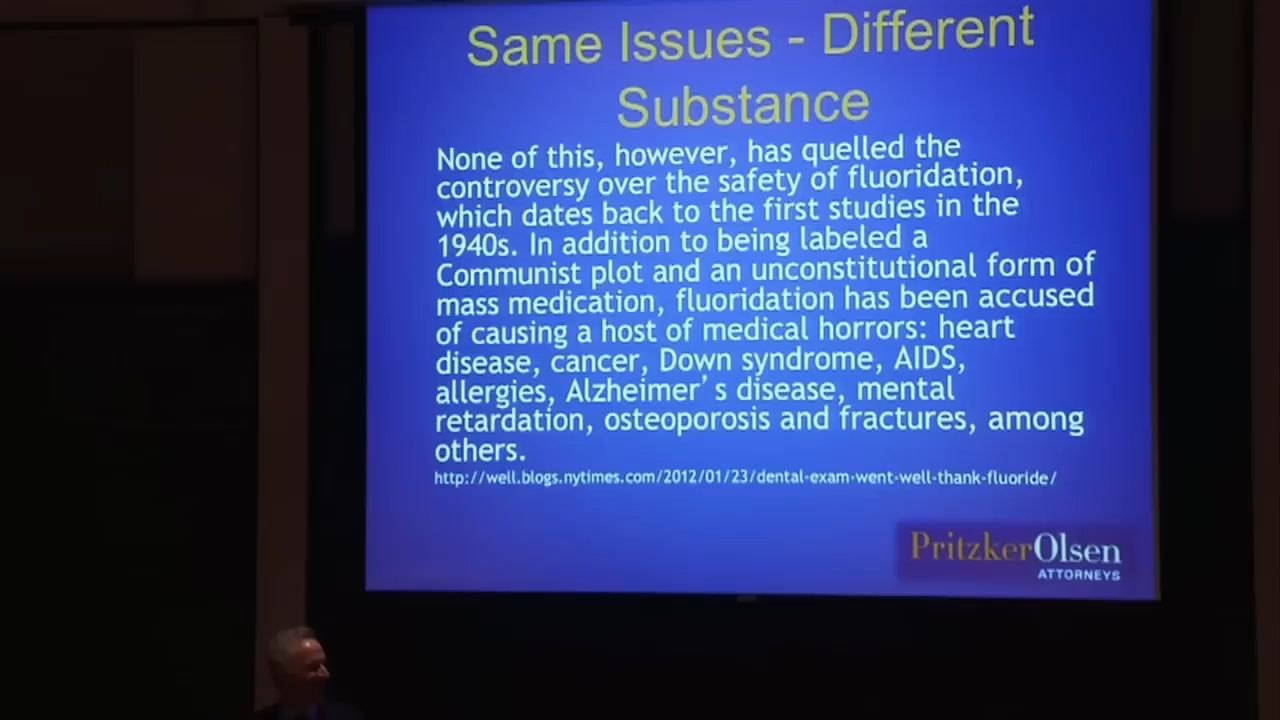 Same Issues - Different
Substance
None of this, however, has quelled the
controversy over the safety of fluoridation,
which dates back to the first studies in the
1940s. In addition to being labeled a
Communist plot and an unconstitutional form of
mass medication, fluoridation has been accused
of causing a host of medical horrors: heart
disease, cancer, Down syndrome, AIDS,
allergies, Alzheimer’s disease, mental
retardation, osteoporosis and fractures, among
others.
http://well.blogs.nytimes.com/2012/01/23/dental-exam-went-well-thank-fluoride/
PritzkerOlsen
ATTORNEYS